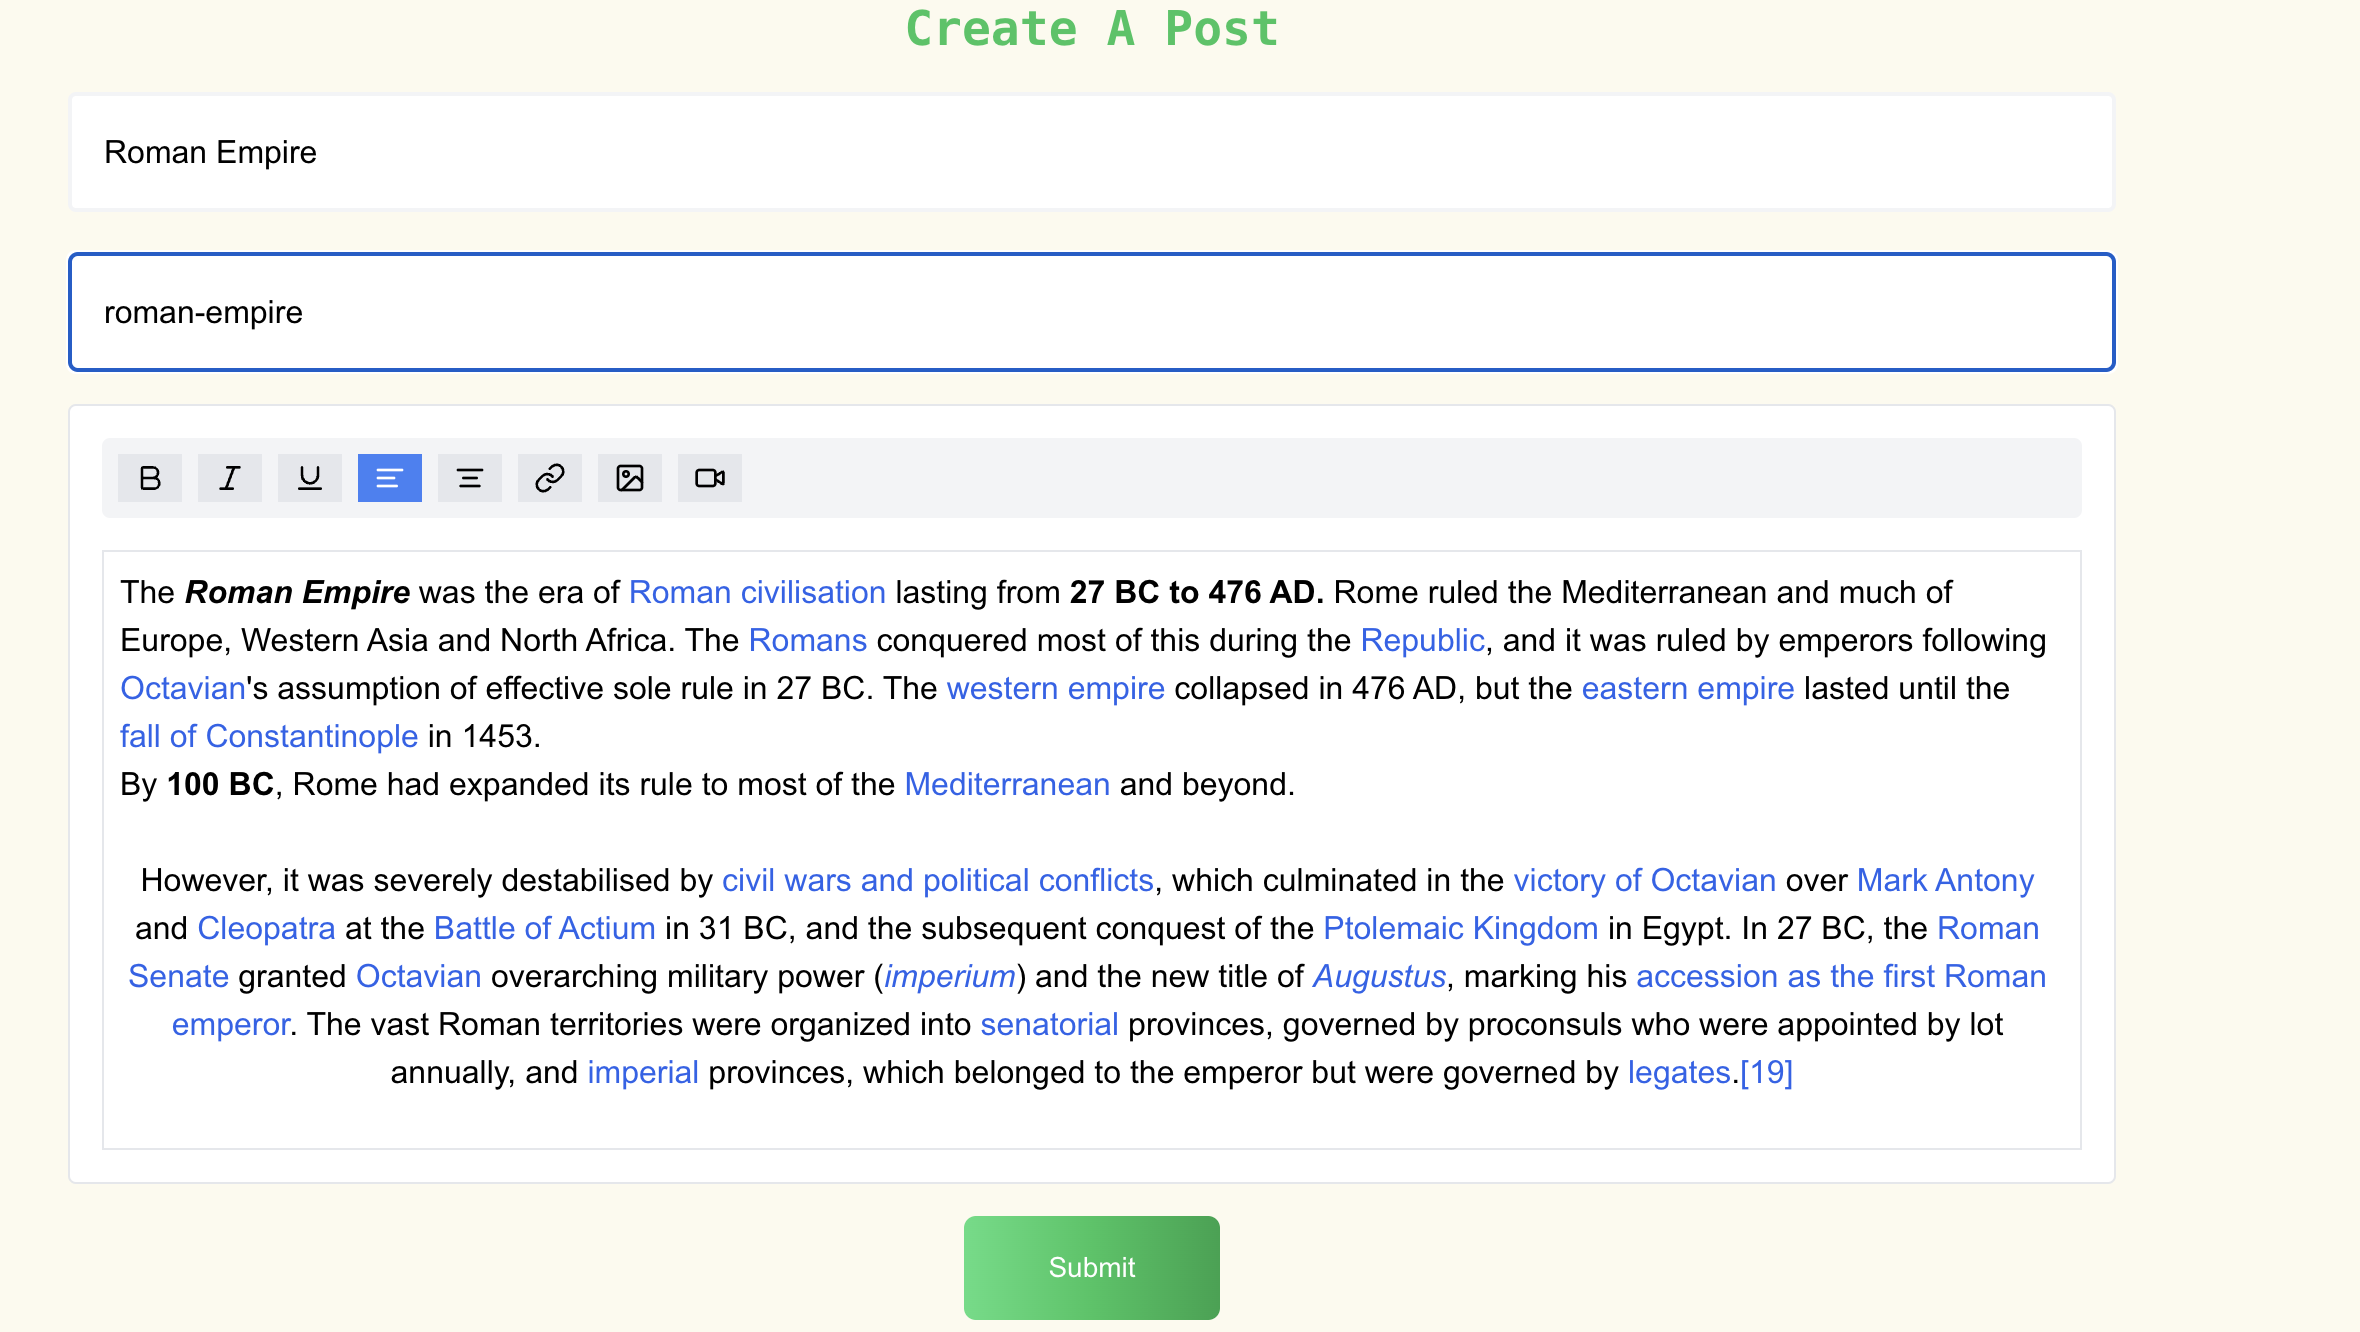 Create A Post
Roman Empire
roman-empire
The Roman Empire was the era of Roman civilisation lasting from 27 BC to 476 AD. Rome ruled the Mediterranean and much of
Europe, Western Asia and North Africa. The Romans conquered most of this during the Republic, and it was ruled by emperors following
Octavian's assumption of effective sole rule in 27 BC. The western empire collapsed in 476 AD, but the eastern empire lasted until the
fall of Constantinople in 1453.
By 100 BC, Rome had expanded its rule to most of the Mediterranean and beyond.
However, it was severely destabilised by civil wars and political conflicts, which culminated in the victory of Octavian over Mark Antony
and Cleopatra at the Battle of Actium in 31 BC, and the subsequent conquest of the Ptolemaic Kingdom in Egypt. In 27 BC, the Roman
Senate granted Octavian overarching military power (imperium) and the new title of Augustus, marking his accession as the first Roman
emperor. The vast Roman territories were organized into senatorial provinces, governed by proconsuls who were appointed by lot
annually, and imperial provinces, which belonged to the emperor but were governed by legates.[19]
Submit